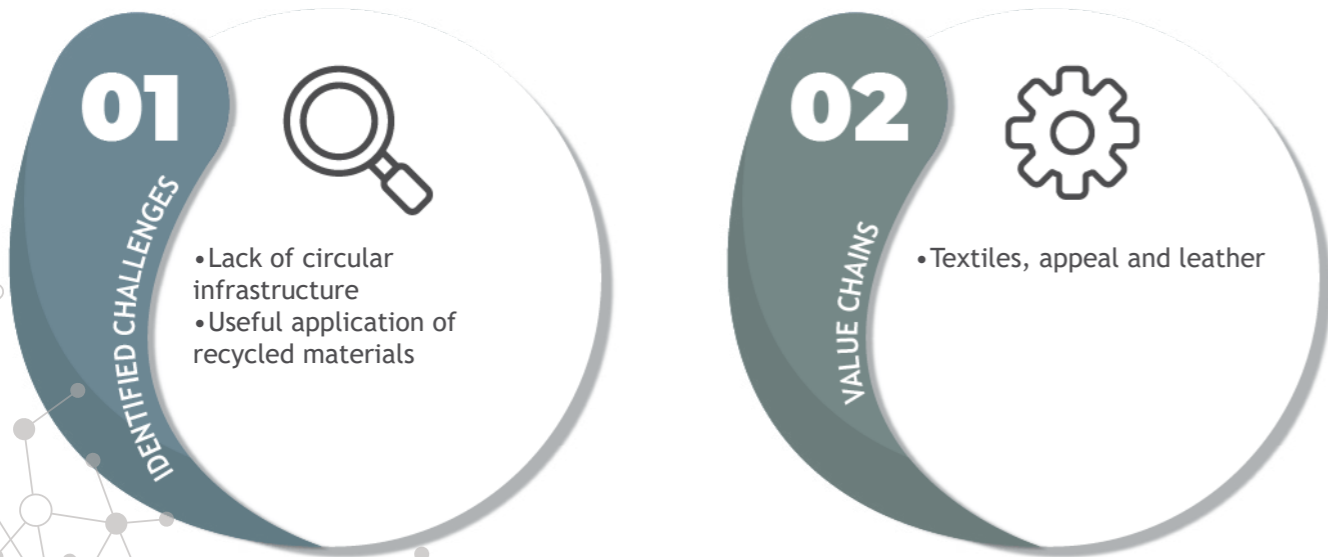 01
IDENTIFIED CHALLENGES
•Lack of circular
infrastructure
•Useful application of
recycled materials
02
VALUE CHAINS
•Textiles, appeal and leather